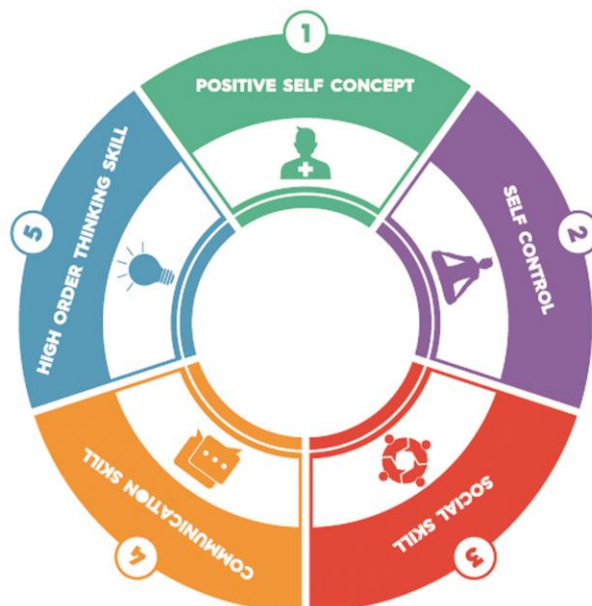 1
POSITIVE SELF CONCEPT
2
SELF CONTROL
3
SOCIAL SKILL
4
COMMUNICATION SKILL
5
HIGH ORDER THINKING SKILL